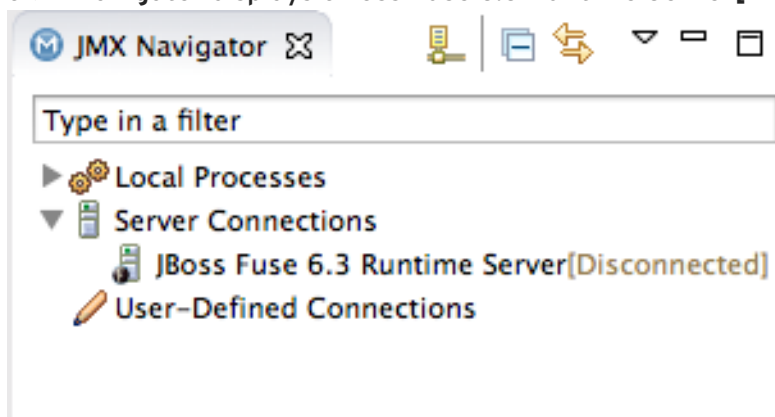 JMX Navigator
Type in a filter
Local Processes
Server Connections
JBoss Fuse 6.3 Runtime Server[Disconnected]
User-Defined Connections